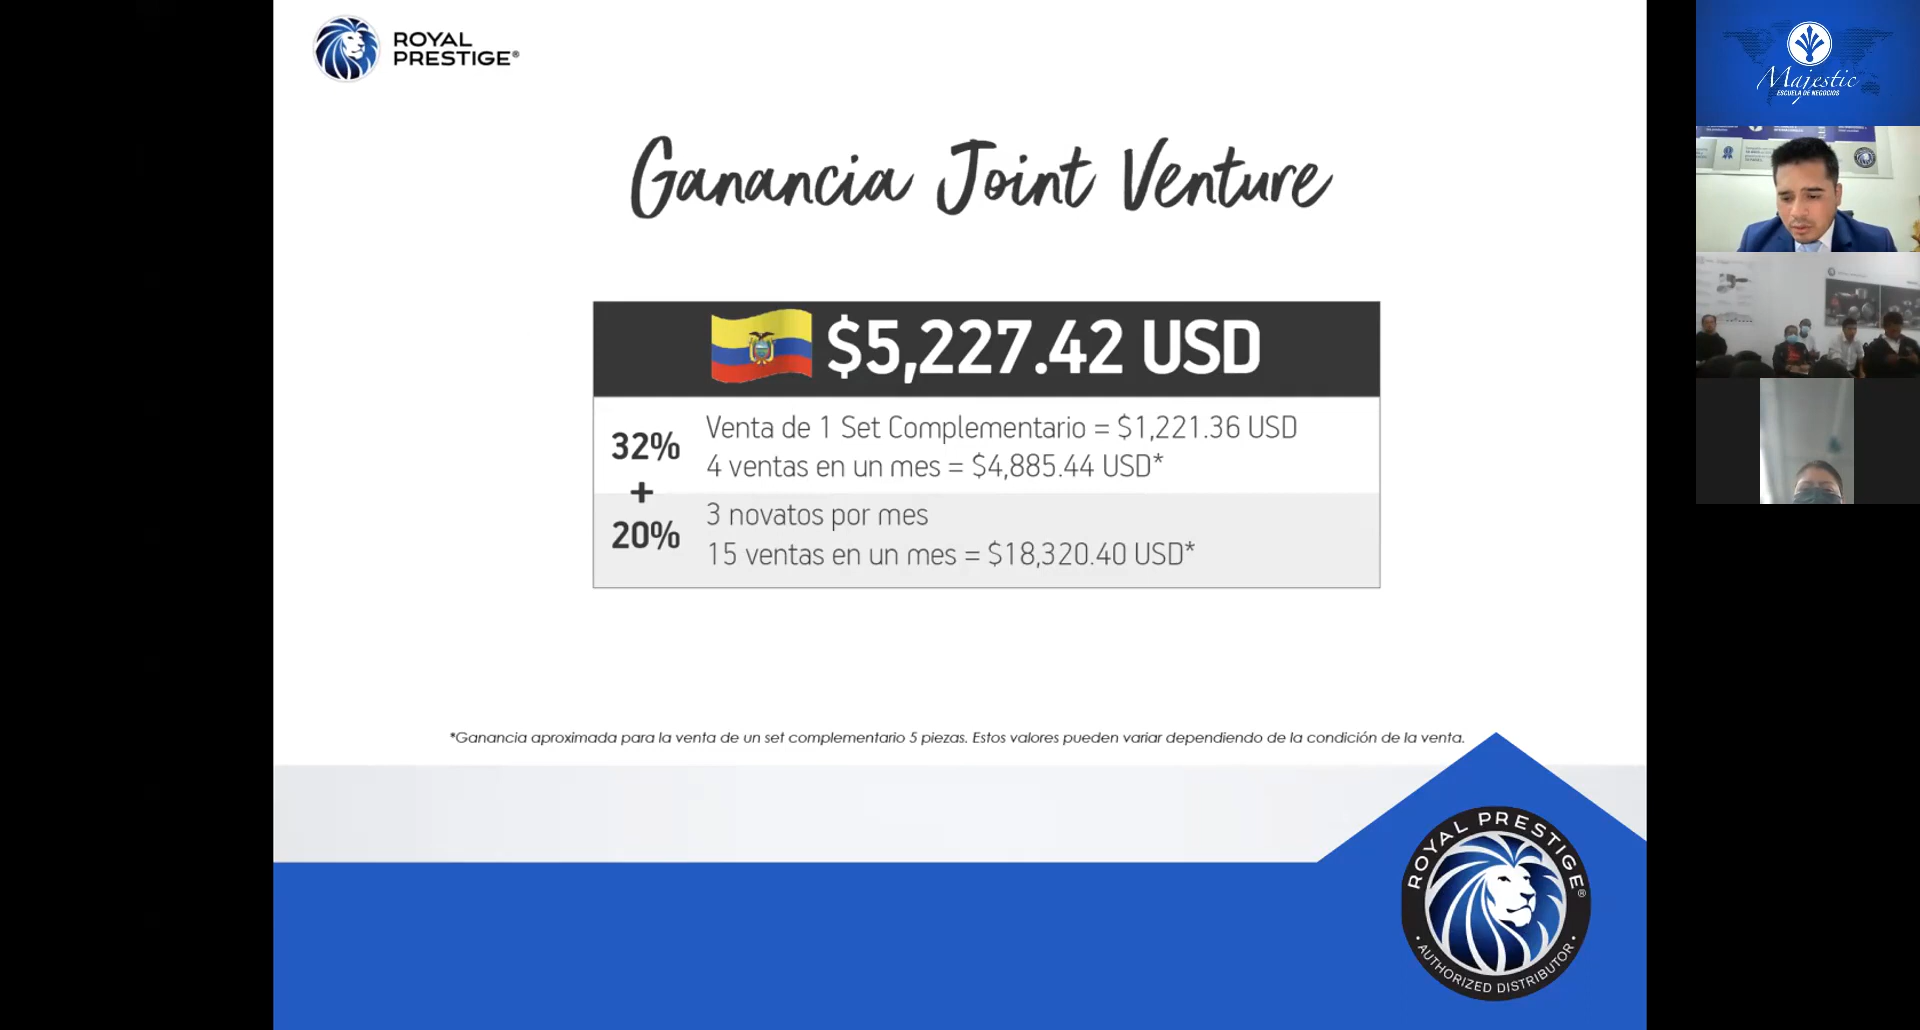 ROYAL
PRESTIGE®
Ganancia Joint Venture
$5,227.42 USD
32%
+
20%
Venta de 1 Set Complementario = $1,221.36 USD
4 ventas en un mes = $4,885.44 USD*
3 novatos por mes
15 ventas en un mes = $18,320.40 USD*
*Ganancia aproximada para la venta de un set complementario 5 piezas. Estos valores pueden variar dependiendo de la condición de la venta.
ROYAL PRESTIGE®
• AUTHORIZED DISTRIBUTOR •
Majestic
ESCUELA DE NEGOCIOS